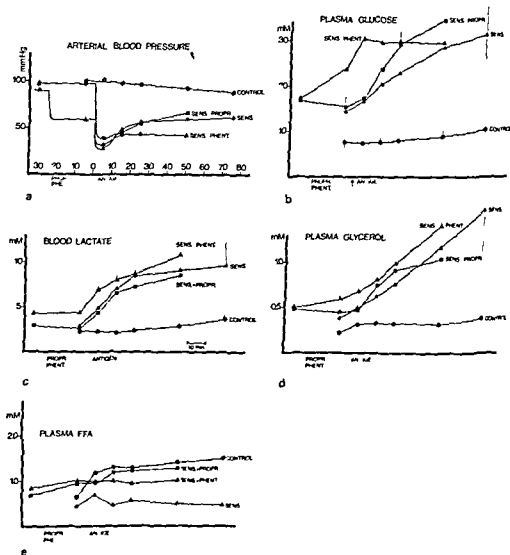 ARTERIAL BLOOD PRESSURE
mmHg
100
50
CONTROL
SENS PROPR
SENS
SENS PHENT
30 20 10 0 10 20 30 40 50 60 70 80
a
PLASMA GLUCOSE
mM
30
20
10
SENS PROPR
SENS PHENT
SENS
CONTROL
PROPR
PHENT
b
BLOOD LACTATE
mM
10
5
SENS PHENT
SENS
SENS+PROPR
CONTROL
10 min
PROPR
PHENT
ANTIGEN
c
PLASMA GLYCEROL
mM
1.0
0.5
SENS
SENS PHENT
SENS PROPR
CONTROL
PROPR
PHENT
d
PLASMA FFA
mM
2.0
1.0
CONTROL
SENS+PROPR
SENS+PHENT
SENS
PROPR
e